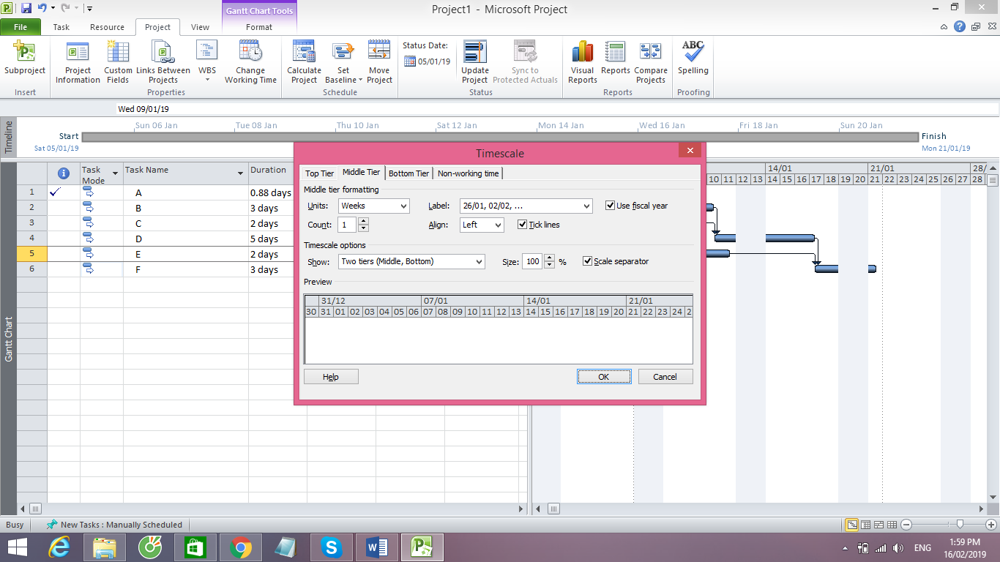 Gantt Chart Tools
Project1 - Microsoft Project
File Task Resource Project View Format
Subproject
Project Information
Custom Fields
Links Between Projects
WBS
Change Working Time
Calculate Project
Set Baseline
Move Project
Status Date:
05/01/19
Update Project
Sync to Protected Actuals
Visual Reports
Reports
Compare Projects
ABC
Spelling
Insert Properties Schedule Status Reports Proofing
Wed 09/01/19
Timeline
Sun 06 Jan Tue 08 Jan Thu 10 Jan Sat 12 Jan Mon 14 Jan Wed 16 Jan Fri 18 Jan Sun 20 Jan
Start
Sat 05/01/19
Finish
Mon 21/01/19
Gantt Chart
Task Mode Task Name Duration
14/01 21/01 28/
10 11 12 13 14 15 16 17 18 19 20 21 22 23 24 25 26 27 28
1 A 0.88 days
2 B 3 days
3 C 2 days
4 D 5 days
5 E 2 days
6 F 3 days
Timescale
Top Tier Middle Tier Bottom Tier Non-working time
Middle tier formatting
Units: Weeks Label: 26/01, 02/02, ... Use fiscal year
Count: 1 Align: Left Tick lines
Timescale options
Show: Two tiers (Middle, Bottom) Size: 100 % Scale separator
Preview
31/12 07/01 14/01 21/01
30 31 01 02 03 04 05 06 07 08 09 10 11 12 13 14 15 16 17 18 19 20 21 22 23 24 2
Help OK Cancel
Busy New Tasks : Manually Scheduled
ENG
1:59 PM
16/02/2019